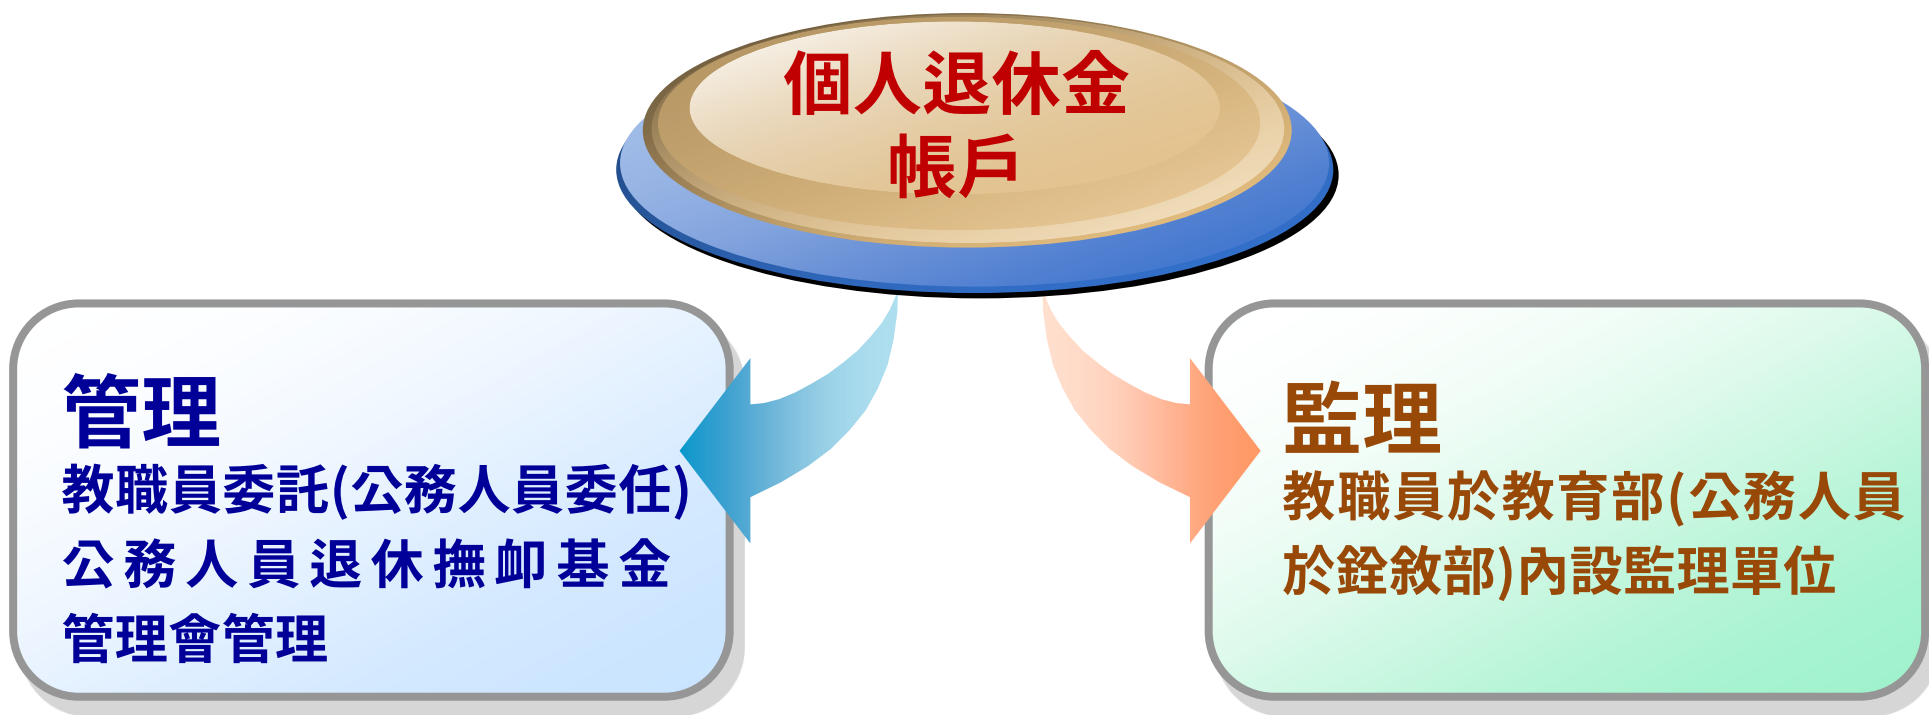 個人退休金
帳戶
管理
教職員委託(公務人員委任)
公務人員退休撫卹基金
管理會管理
監理
教職員於教育部(公務人員
於銓敘部)內設監理單位